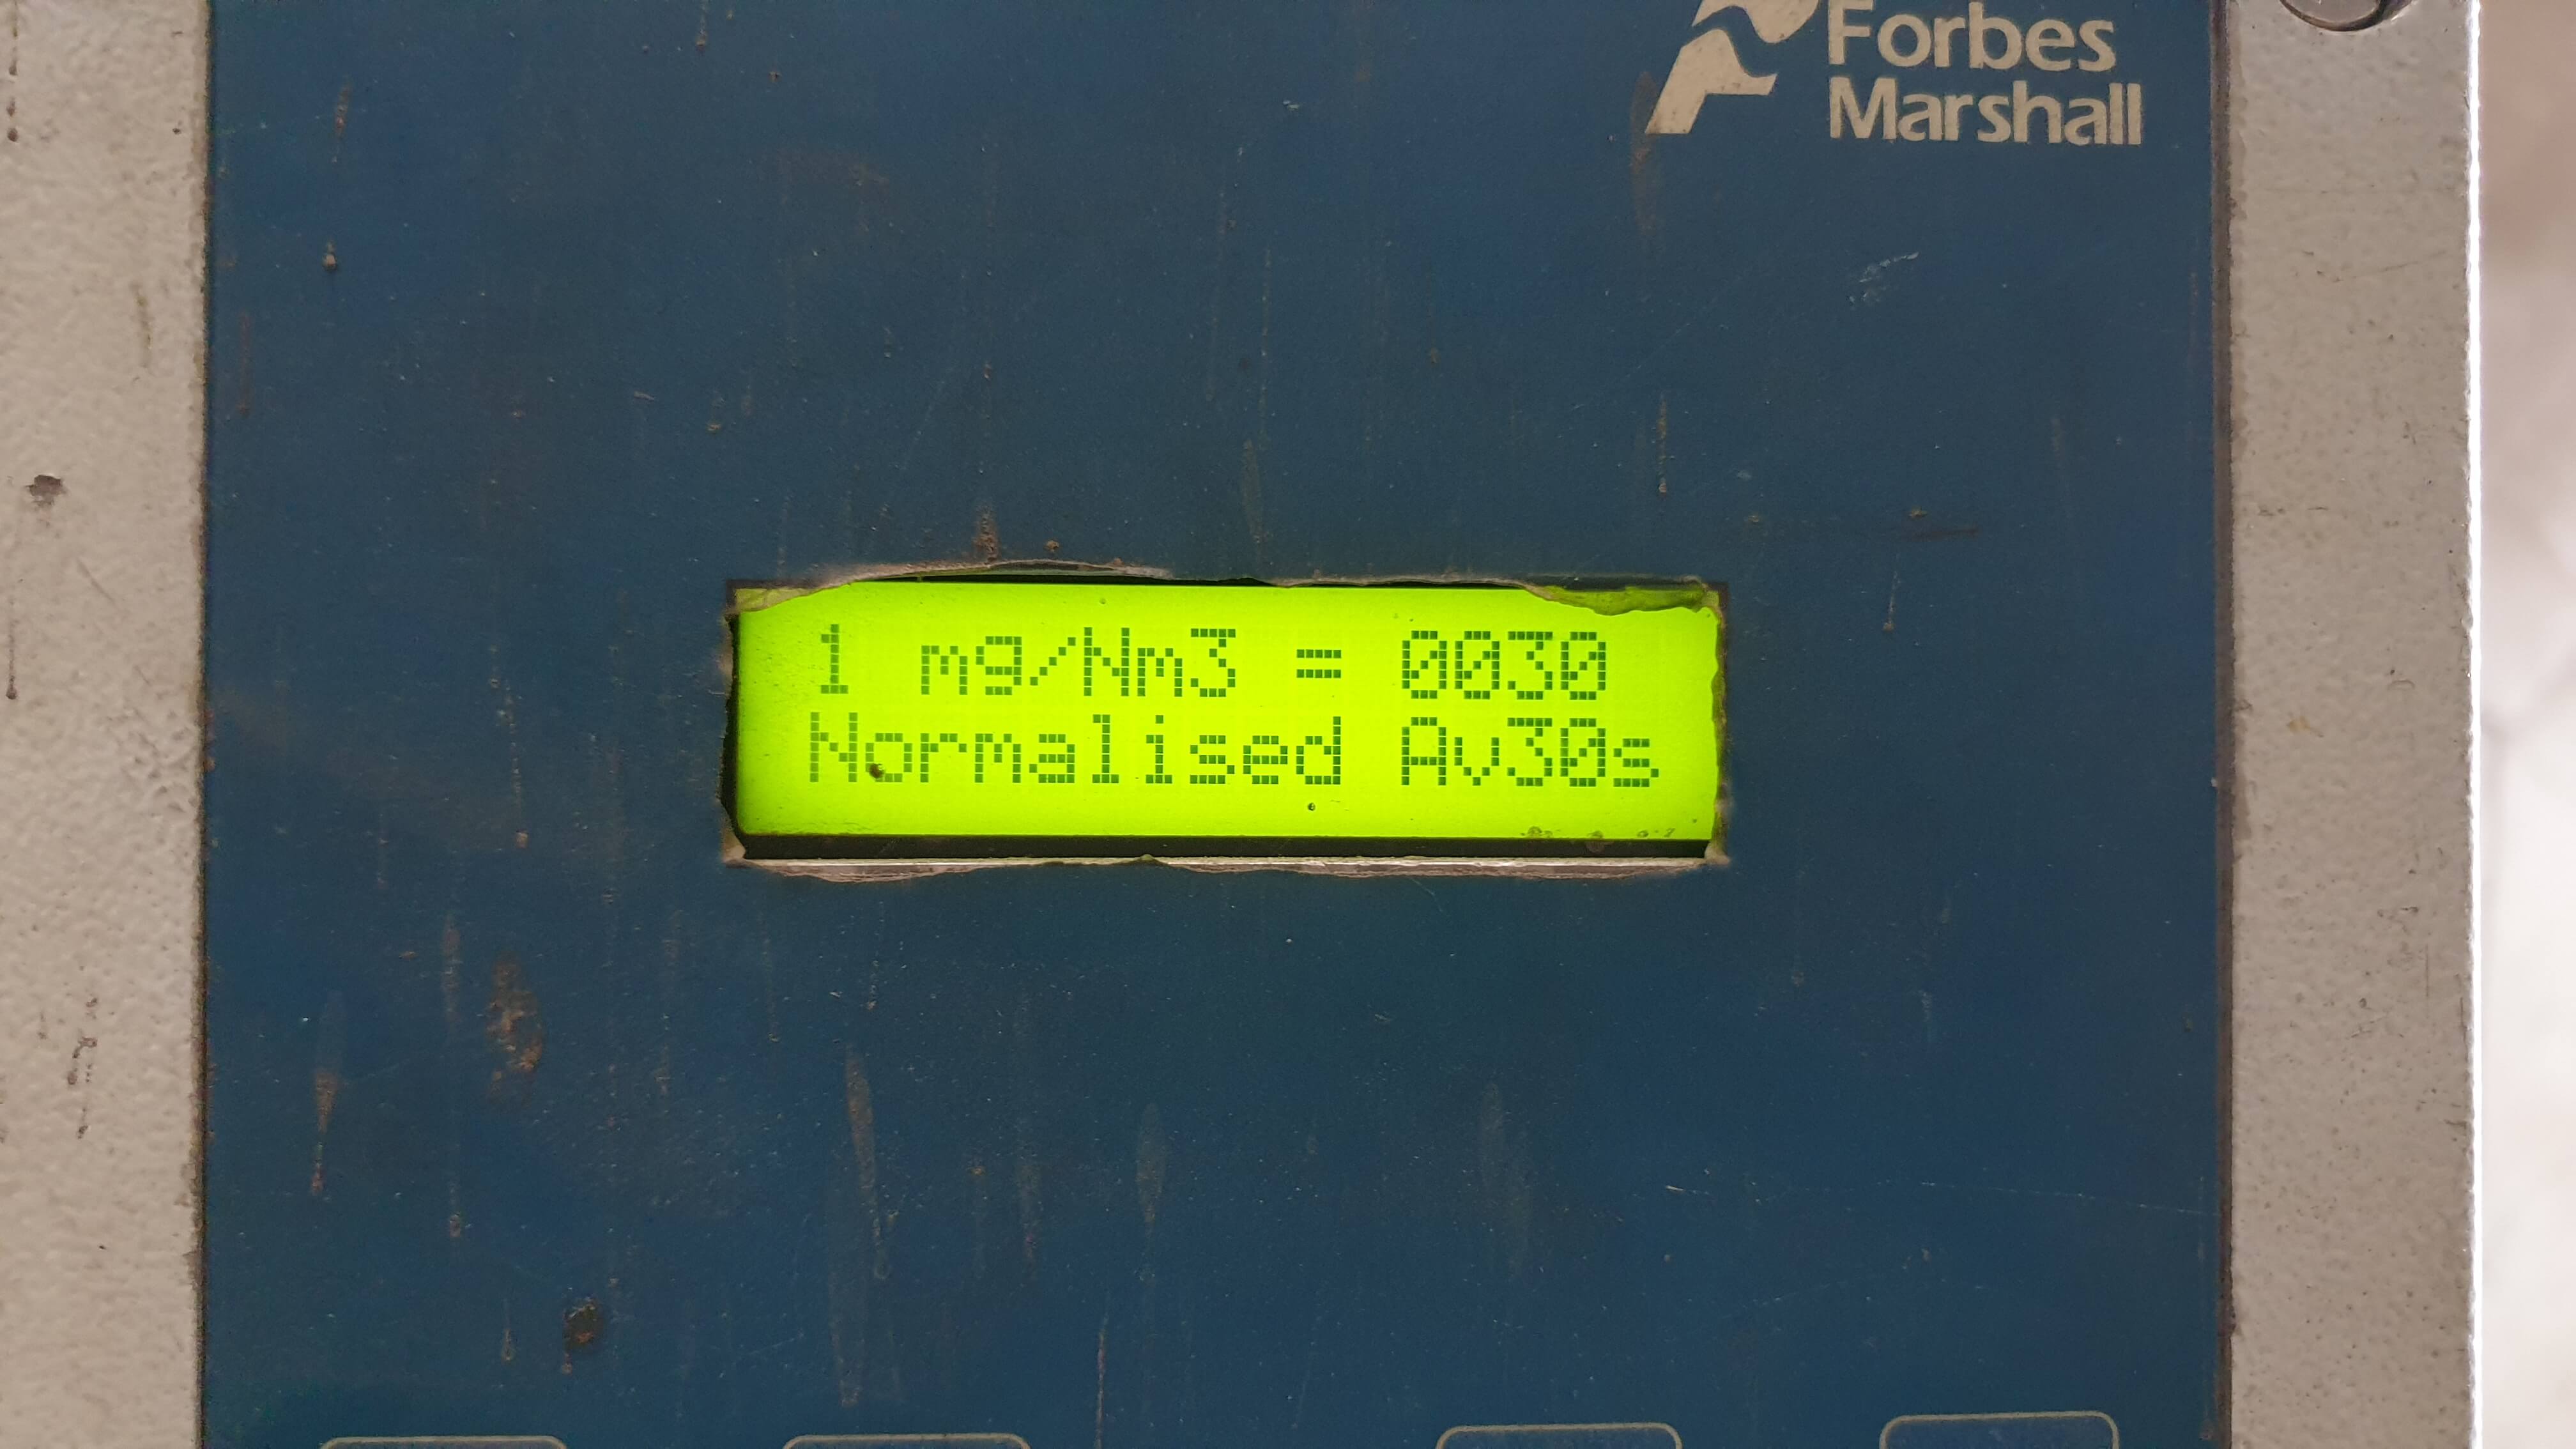 Forbes
Marshall
1 mg/Nm3 = 0030
Normalised Av30s